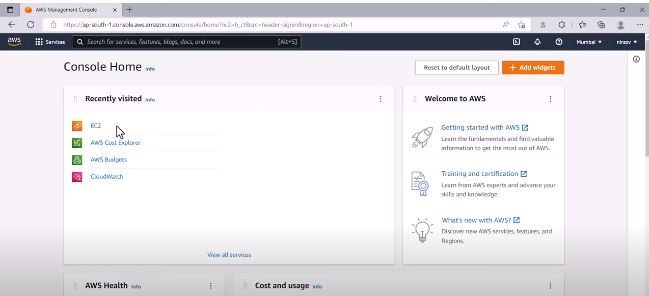 AWS Management Console
https://ap-south-1.console.aws.amazon.com/console/home?nc2=h_ct&src=header-signin&region=ap-south-1
aws
Services
Search for services, features, blogs, docs, and more
[Alt+S]
Mumbai
nirzav
Console Home
Info
Reset to default layout
Add widgets
Recently visited
Info
EC2
AWS Cost Explorer
AWS Budgets
CloudWatch
View all services
Welcome to AWS
Getting started with AWS
Learn the fundamentals and find valuable
information to get the most out of AWS.
Training and certification
Learn from AWS experts and advance your
skills and knowledge.
What's new with AWS?
Discover new AWS services, features, and
Regions.
AWS Health
Info
Cost and usage
Info